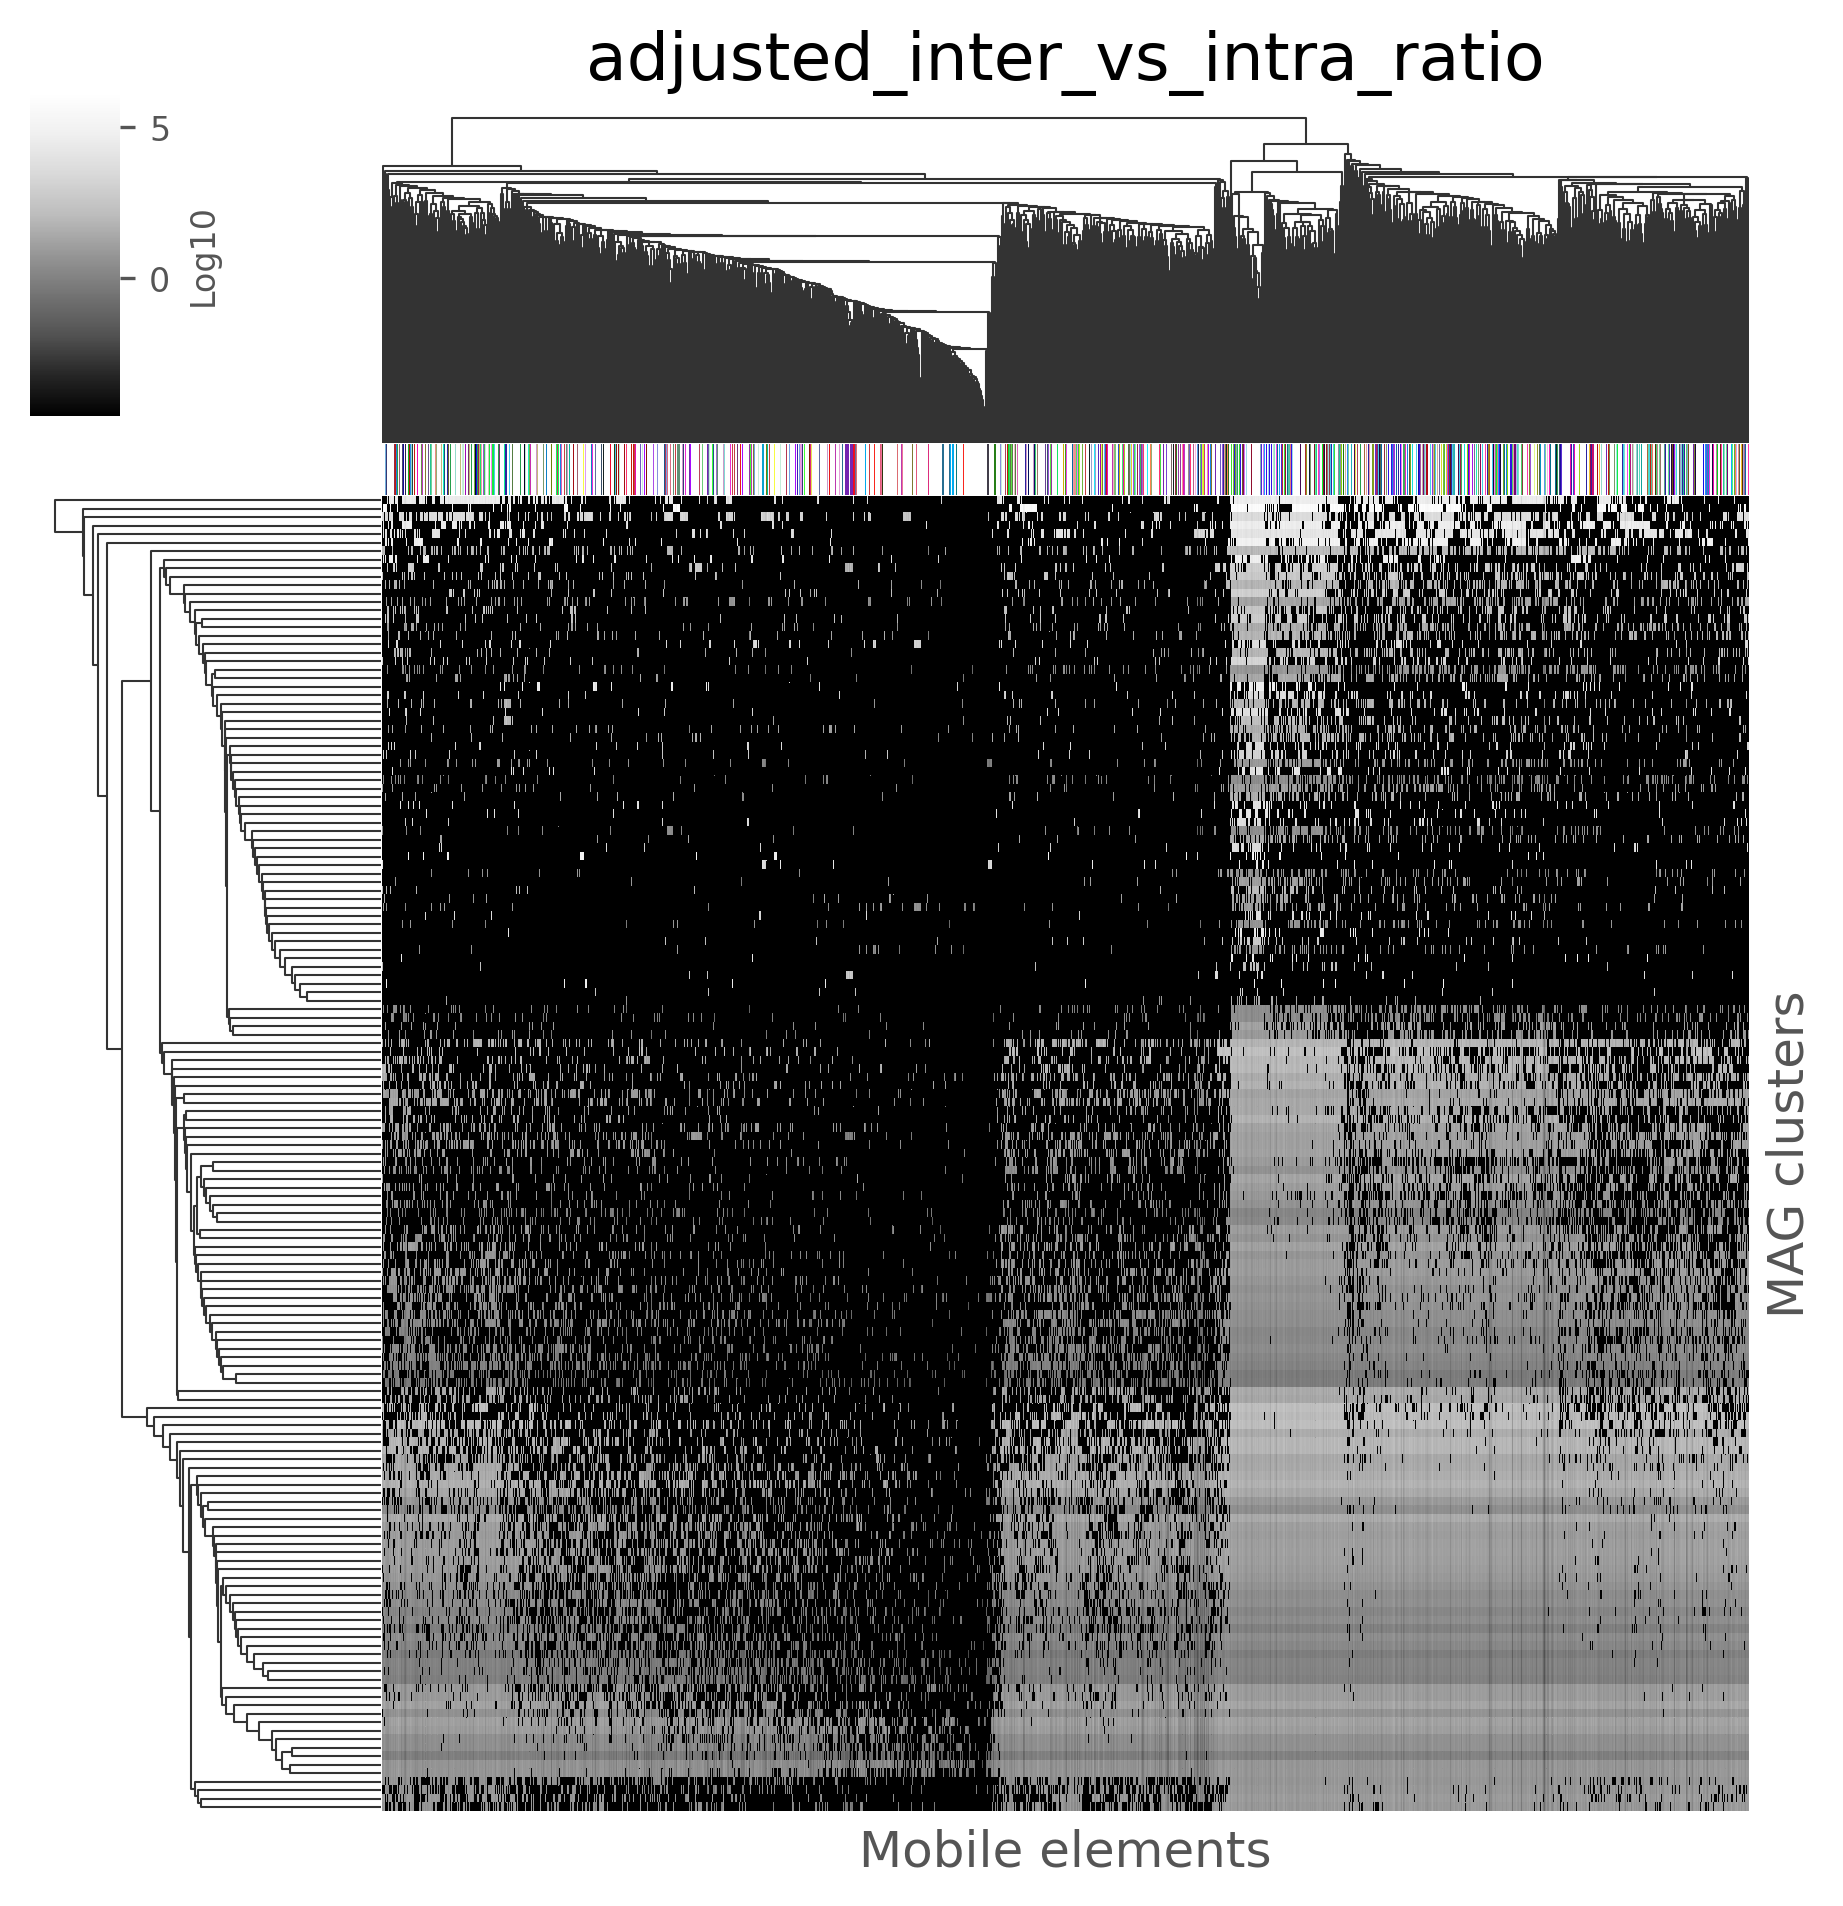 adjusted_inter_vs_intra_ratio
5
0
Log10
MAG clusters
Mobile elements